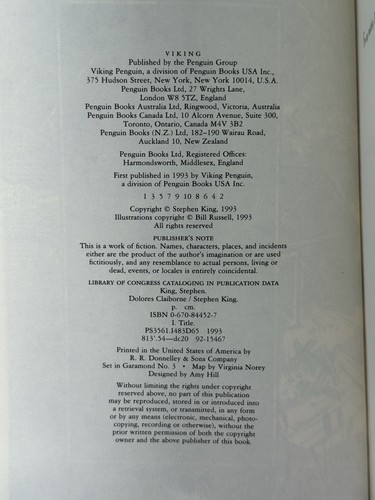 VIKING
Published by the Penguin Group
Viking Penguin, a division of Penguin Books USA Inc.,
375 Hudson Street, New York, New York 10014, U.S.A.
Penguin Books Ltd, 27 Wrights Lane,
London W8 5TZ, England
Penguin Books Australia Ltd, Ringwood, Victoria, Australia
Penguin Books Canada Ltd, 10 Alcorn Avenue, Suite 300,
Toronto, Ontario, Canada M4V 3B2
Penguin Books (N.Z.) Ltd, 182–190 Wairau Road,
Auckland 10, New Zealand
Penguin Books Ltd, Registered Offices:
Harmondsworth, Middlesex, England
First published in 1993 by Viking Penguin,
a division of Penguin Books USA Inc.
1 3 5 7 9 10 8 6 4 2
Copyright © Stephen King, 1993
Illustrations copyright © Bill Russell, 1993
All rights reserved
PUBLISHER'S NOTE
This is a work of fiction. Names, characters, places, and incidents
either are the product of the author's imagination or are used
fictitiously, and any resemblance to actual persons, living or
dead, events, or locales is entirely coincidental.
LIBRARY OF CONGRESS CATALOGING IN PUBLICATION DATA
King, Stephen.
Dolores Claiborne / Stephen King.
p. cm.
ISBN 0-670-84452-7
I. Title.
PS3561.I483D65 1993
813'.54—dc20 92-15467
Printed in the United States of America by
R. R. Donnelley & Sons Company
Set in Garamond No. 3 • Map by Virginia Norey
Designed by Amy Hill
Without limiting the rights under copyright
reserved above, no part of this publication
may be reproduced, stored in or introduced into
a retrieval system, or transmitted, in any form
or by any means (electronic, mechanical, photo-
copying, recording or otherwise), without the
prior written permission of both the copyright
owner and the above publisher of this book.